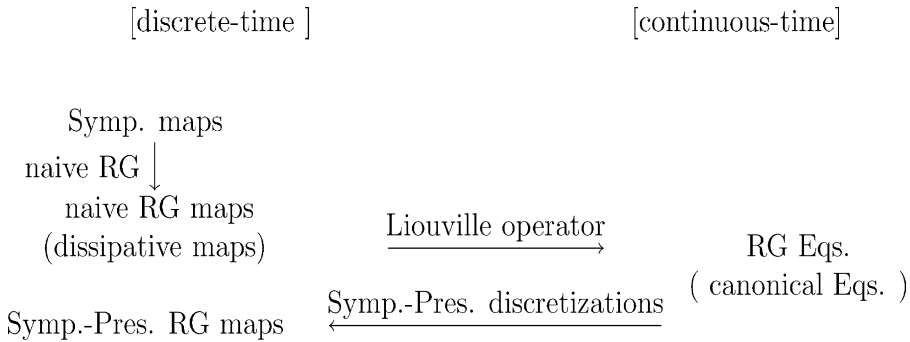 [discrete-time ]
[continuous-time]
Symp. maps
naive RG
naive RG maps
(dissipative maps)
Liouville operator
RG Eqs.
( canonical Eqs. )
Symp.-Pres. discretizations
Symp.-Pres. RG maps